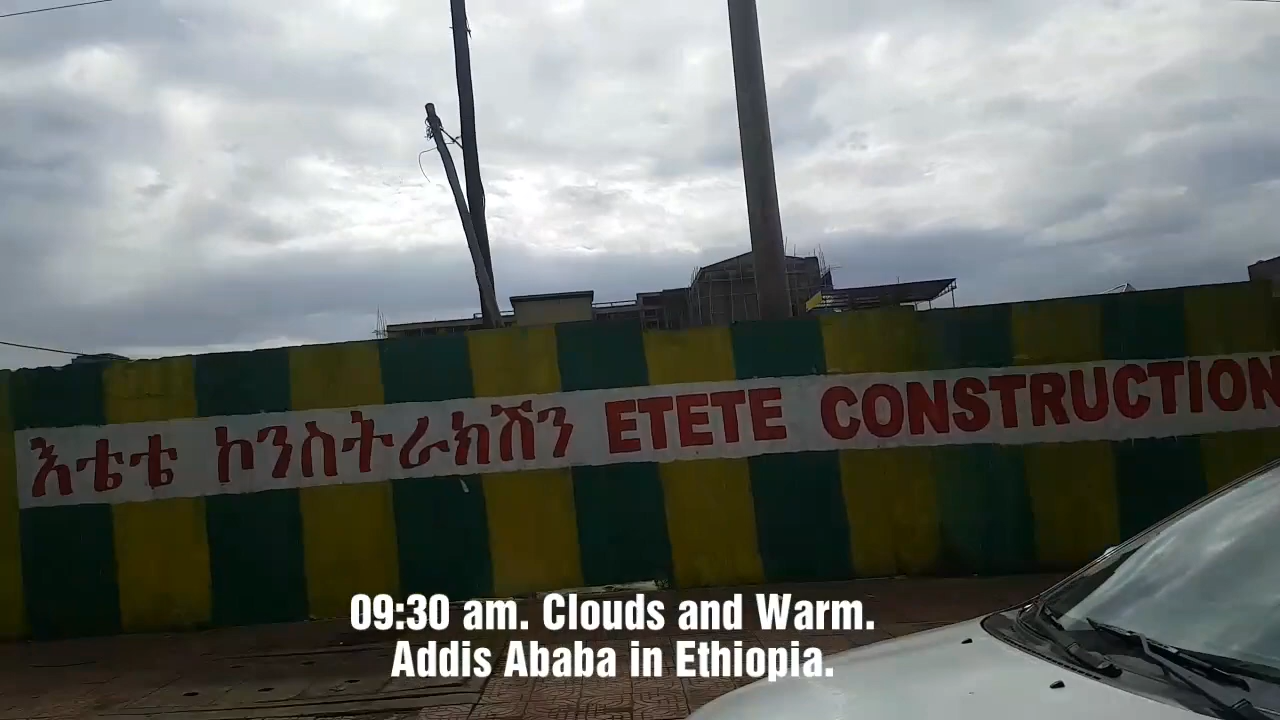 እቴቴ ኮንስትራክሽን ETETE CONSTRUCTION
09:30 am. Clouds and Warm.
Addis Ababa in Ethiopia.